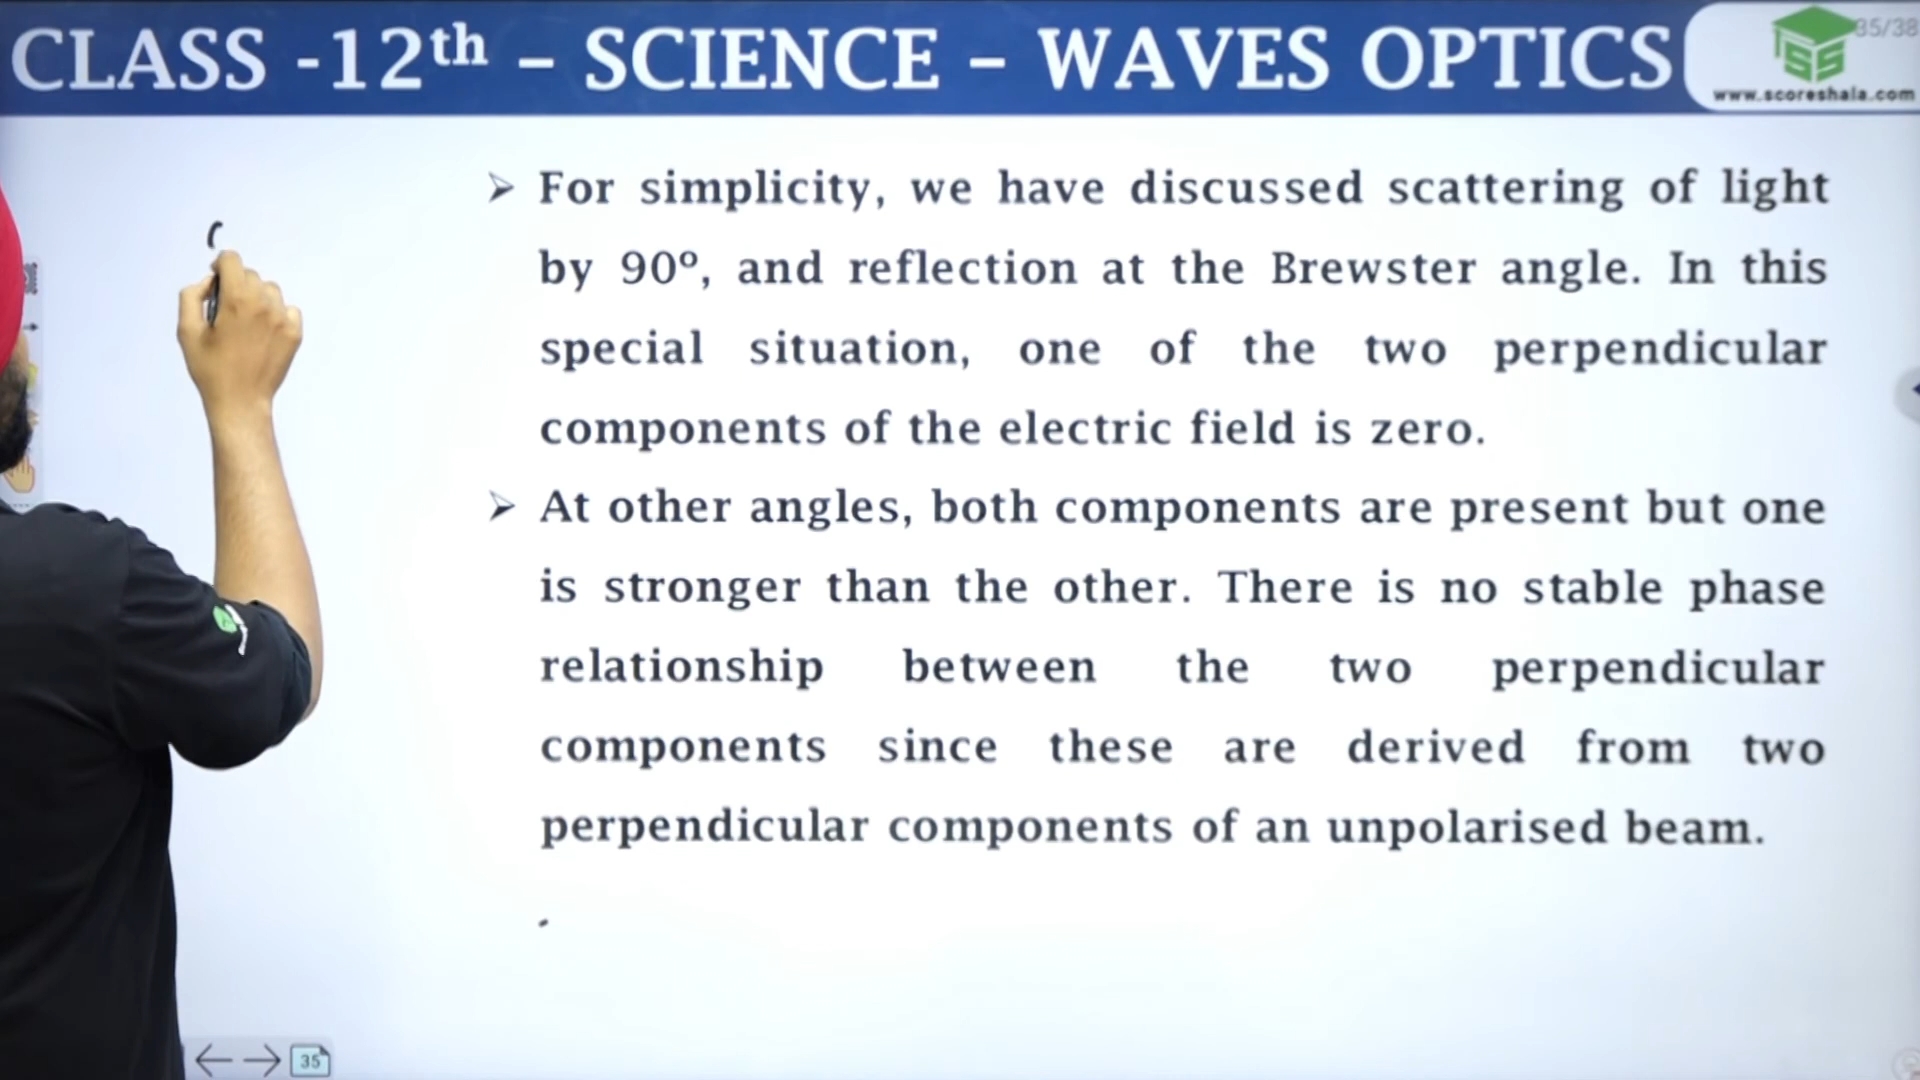 CLASS -12th – SCIENCE – WAVES OPTICS
35/38
www.scoreshala.com
➢ For simplicity, we have discussed scattering of light
by 90º, and reflection at the Brewster angle. In this
special situation, one of the two perpendicular
components of the electric field is zero.
➢ At other angles, both components are present but one
is stronger than the other. There is no stable phase
relationship between the two perpendicular
components since these are derived from two
perpendicular components of an unpolarised beam.
35